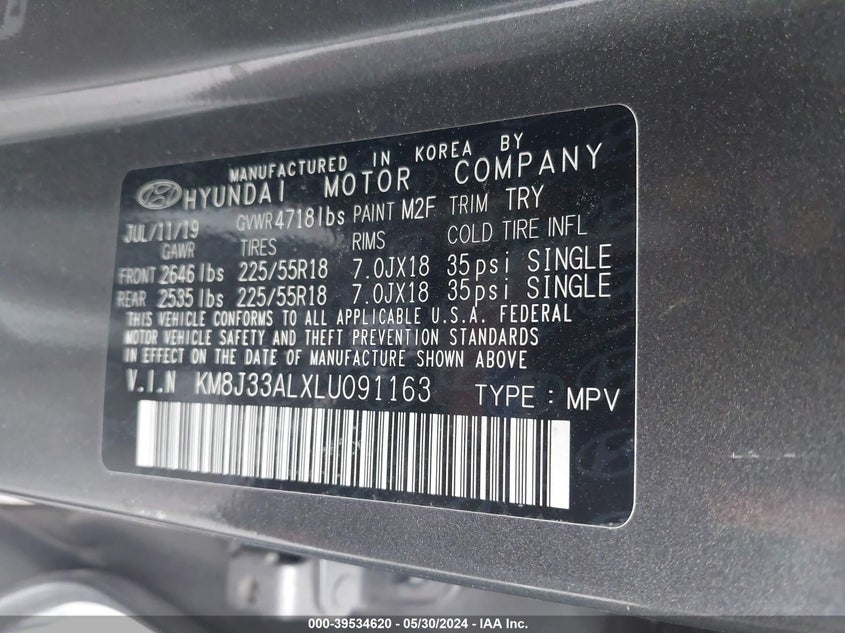 MANUFACTURED IN KOREA BY
HYUNDAI MOTOR COMPANY
JUL/11/19 GVWR 4718lbs PAINT M2F TRIM TRY
GAWR TIRES RIMS COLD TIRE INFL
FRONT 2646 lbs 225/55R18 7.0JX18 35psi SINGLE
REAR 2535 lbs 225/55R18 7.0JX18 35psi SINGLE
THIS VEHICLE CONFORMS TO ALL APPLICABLE U.S.A. FEDERAL
MOTOR VEHICLE SAFETY AND THEFT PREVENTION STANDARDS
IN EFFECT ON THE DATE OF MANUFACTURE SHOWN ABOVE
V.I.N KM8J33ALXLU091163 TYPE : MPV
000-39534620 - 05/30/2024 - IAA Inc.